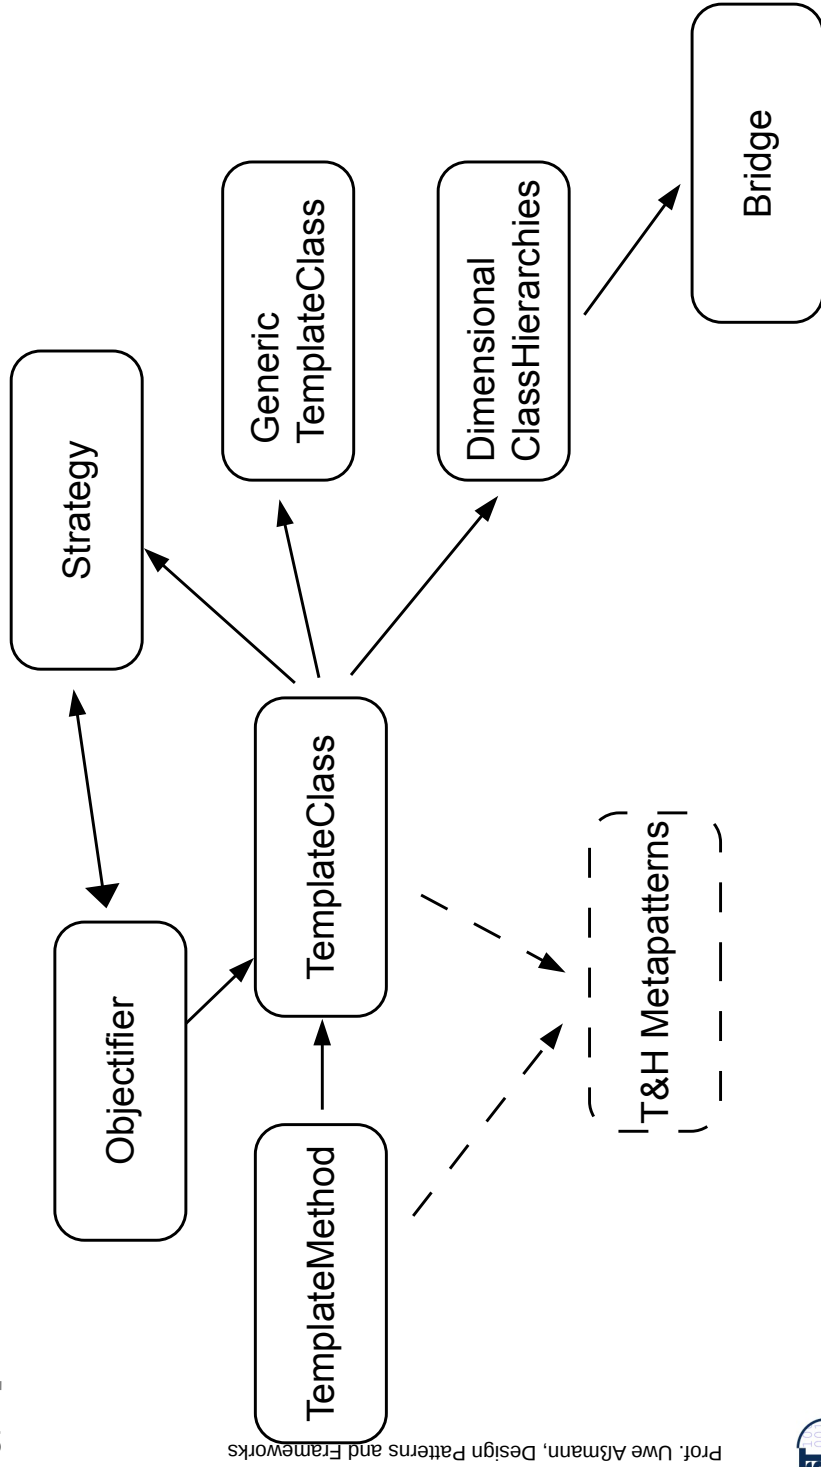 Objectifier
Strategy
TemplateMethod
TemplateClass
Generic
TemplateClass
Dimensional
ClassHierarchies
T&H Metapatterns
Bridge
Prof. Uwe Aßmann, Design Patterns and Frameworks